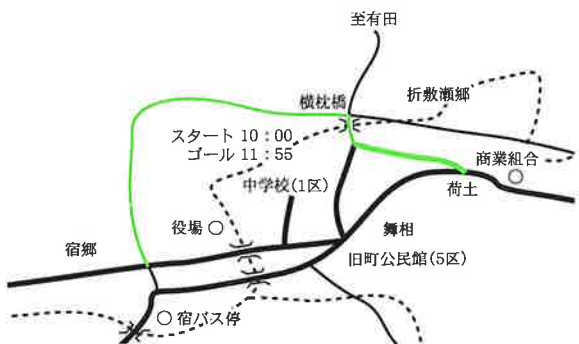 至有田
横枕橋
折敷瀬郷
スタート 10：00
ゴール 11：55
商業組合
中学校(1区)
荷土
役場
舞相
宿郷
旧町公民館(5区)
宿バス停